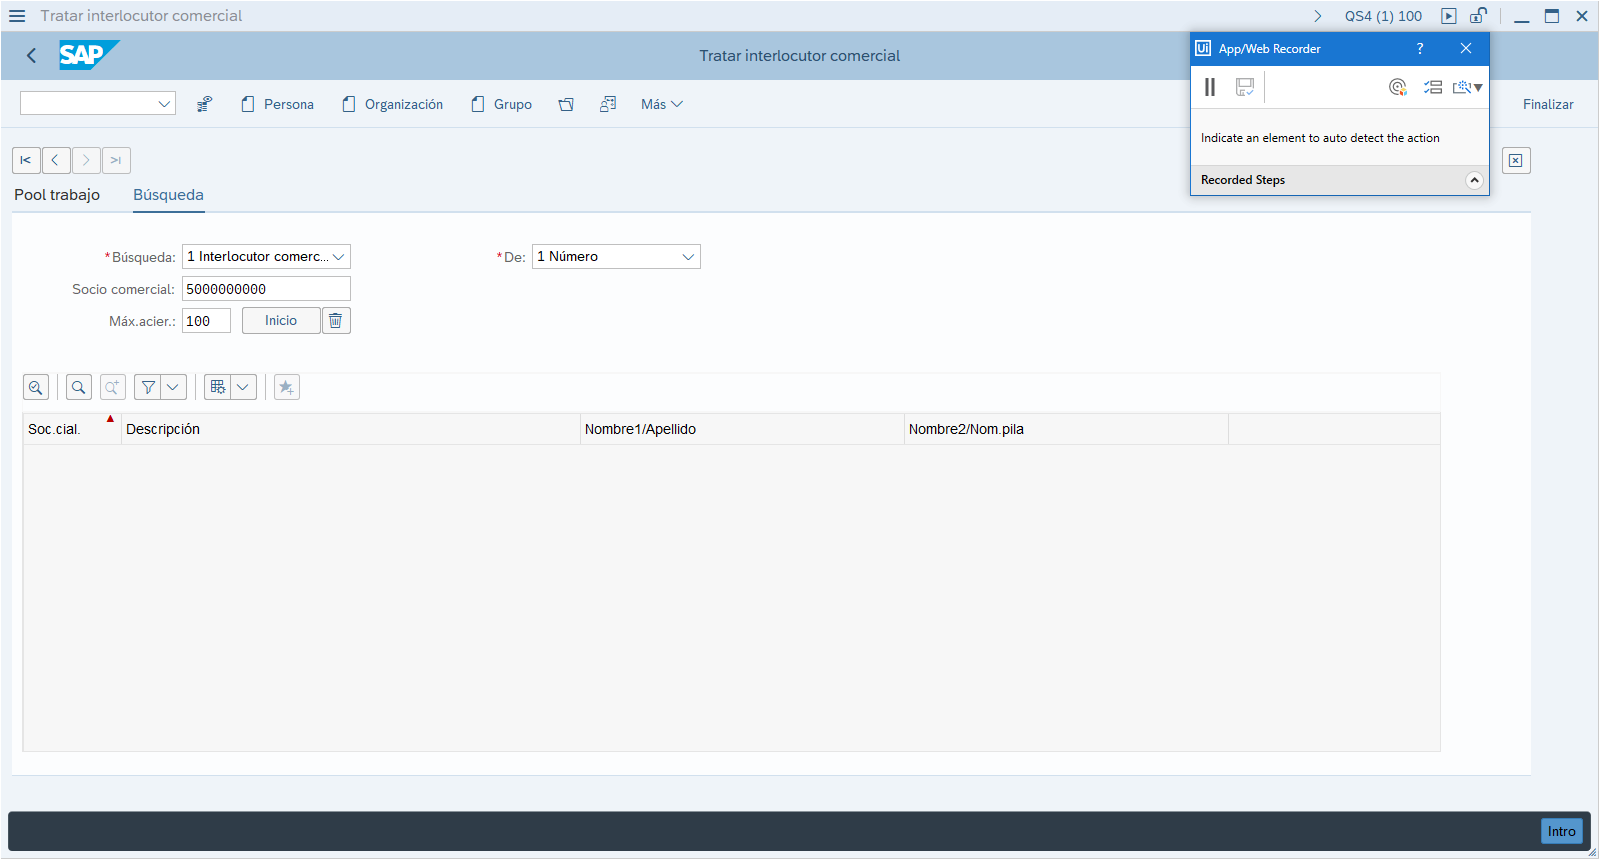 Tratar interlocutor comercial
QS4 (1) 100
SAP
Tratar interlocutor comercial
Ui App/Web Recorder ?
Persona
Organización
Grupo
Más
Finalizar
Indicate an element to auto detect the action
Recorded Steps
Pool trabajo
Búsqueda
*Búsqueda: 1 Interlocutor comerc...
*De: 1 Número
Socio comercial: 5000000000
Máx.acier.: 100
Inicio
Soc.cial.
Descripción
Nombre1/Apellido
Nombre2/Nom.pila
Intro